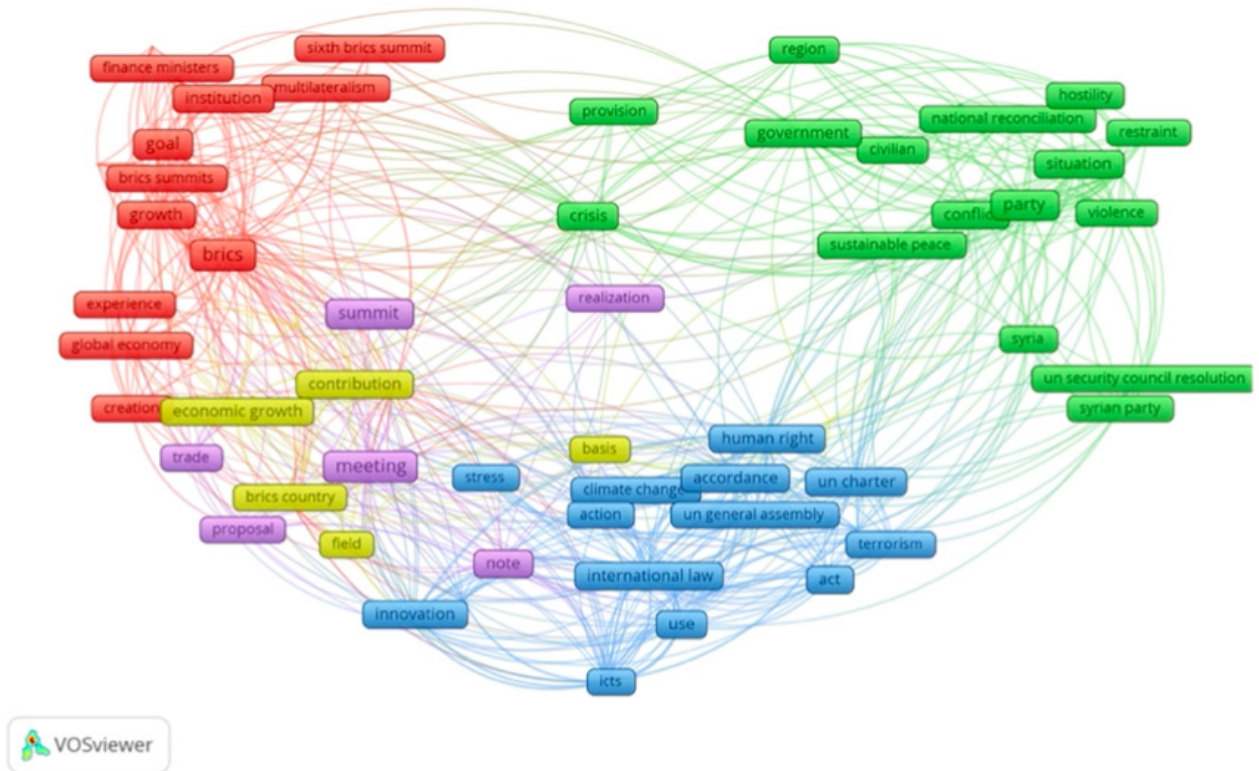 sixth brics summit
region
finance ministers
multilateralism
institution
hostility
provision
national reconciliation
government
restraint
goal
civilian
situation
brics summits
party
growth
crisis
conflic
violence
sustainable peace
brics
realization
experience
summit
syria
global economy
un security council resolution
contribution
creation
economic growth
syrian party
human right
basis
trade
meeting
stress
accordance
un charter
climate change
brics country
action
un general assembly
proposal
field
terrorism
note
international law
act
innovation
use
icts
VOSviewer